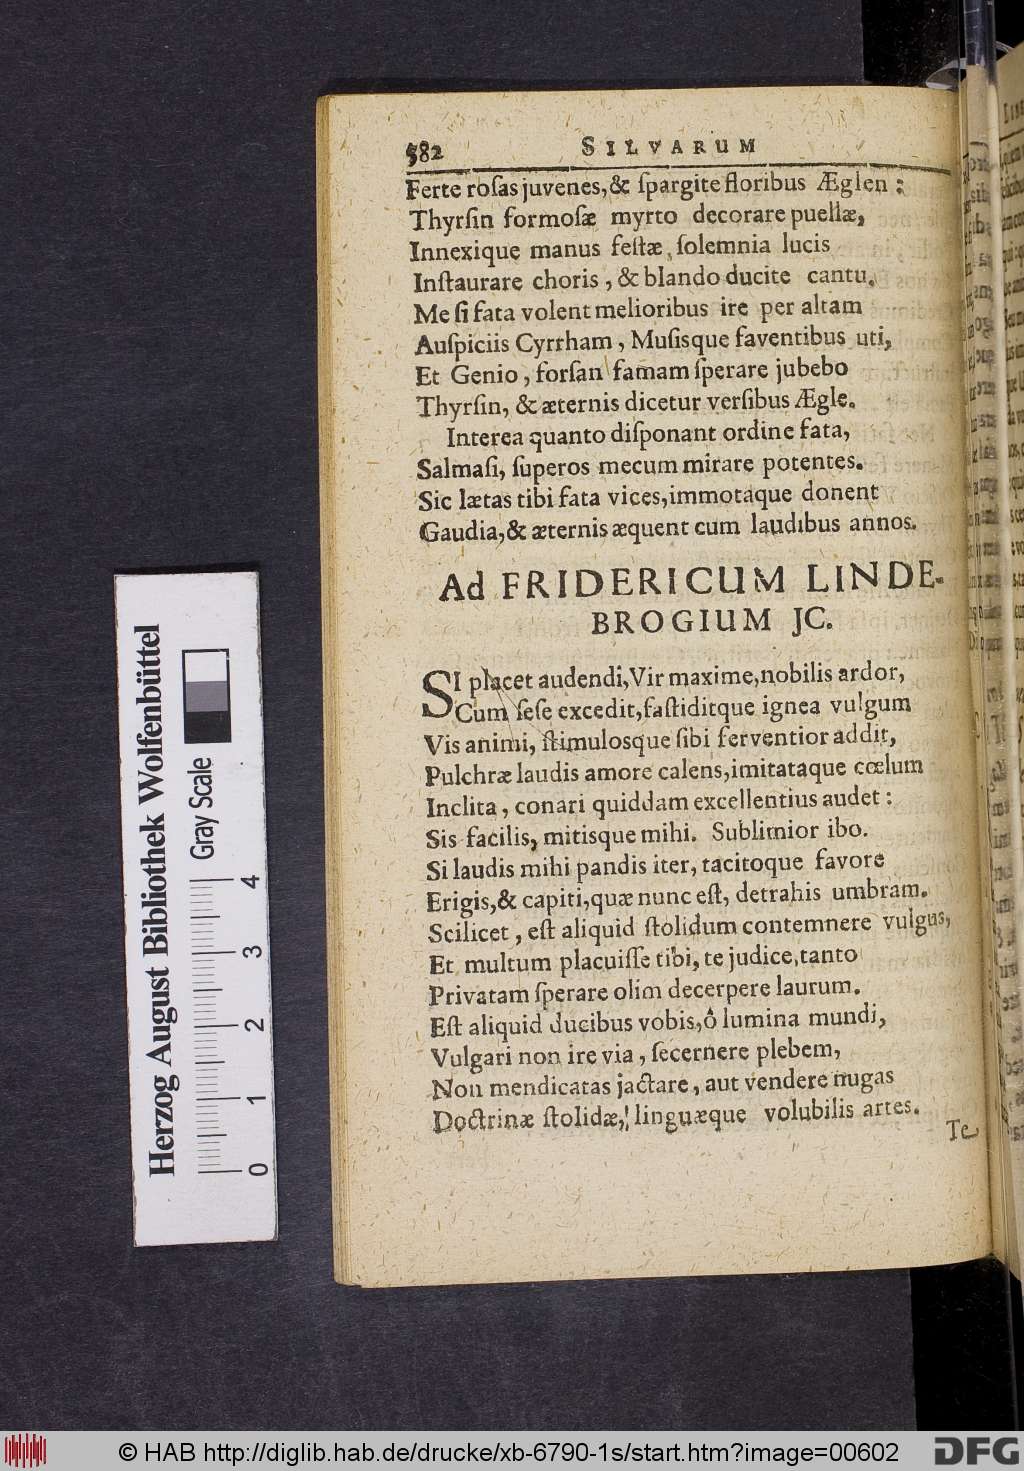 582 SILVARUM
Ferte roſas juvenes,& ſpargite floribus Æglen :
Thyrſin formoſæ myrto decorare puellæ,
Innexique manus feſtæ ſolemnia lucis
Inſtaurare choris , & blando ducite cantu.
Me ſi fata volent melioribus ire per altam
Auſpiciis Cyrrham , Muſisque faventibus uti,
Et Genio , forſan famam ſperare jubebo
Thyrſin, & æternis dicetur verſibus Ægle.
Interea quanto diſponant ordine fata,
Salmaſi, ſuperos mecum mirare potentes.
Sic lætas tibi fata vices,immotaque donent
Gaudia,& æternis æquent cum laudibus annos.
Ad FRIDERICUM LINDE-
BROGIUM JC.
SI placet audendi,Vir maxime,nobilis ardor,
Cum ſeſe excedit,faſtiditque ignea vulgum
Vis animi, ſtimulosque ſibi ferventior addit,
Pulchræ laudis amore calens,imitataque cœlum
Inclita , conari quiddam excellentius audet :
Sis facilis, mitisque mihi. Sublimior ibo.
Si laudis mihi pandis iter, tacitoque favore
Erigis,& capiti,quæ nunc eſt, detrahis umbram.
Scilicet , eſt aliquid ſtolidum contemnere vulgus,
Et multum placuiſſe tibi, te judice,tanto
Privatam ſperare olim decerpere laurum.
Eſt aliquid ducibus vobis,ô lumina mundi,
Vulgari non ire via , ſecernere plebem,
Non mendicatas jactare, aut vendere nugas
Doctrinæ ſtolidæ, linguæque volubilis artes.
Te
Herzog August Bibliothek Wolfenbüttel
Gray Scale
0 1 2 3 4
© HAB http://diglib.hab.de/drucke/xb-6790-1s/start.htm?image=00602
DFG